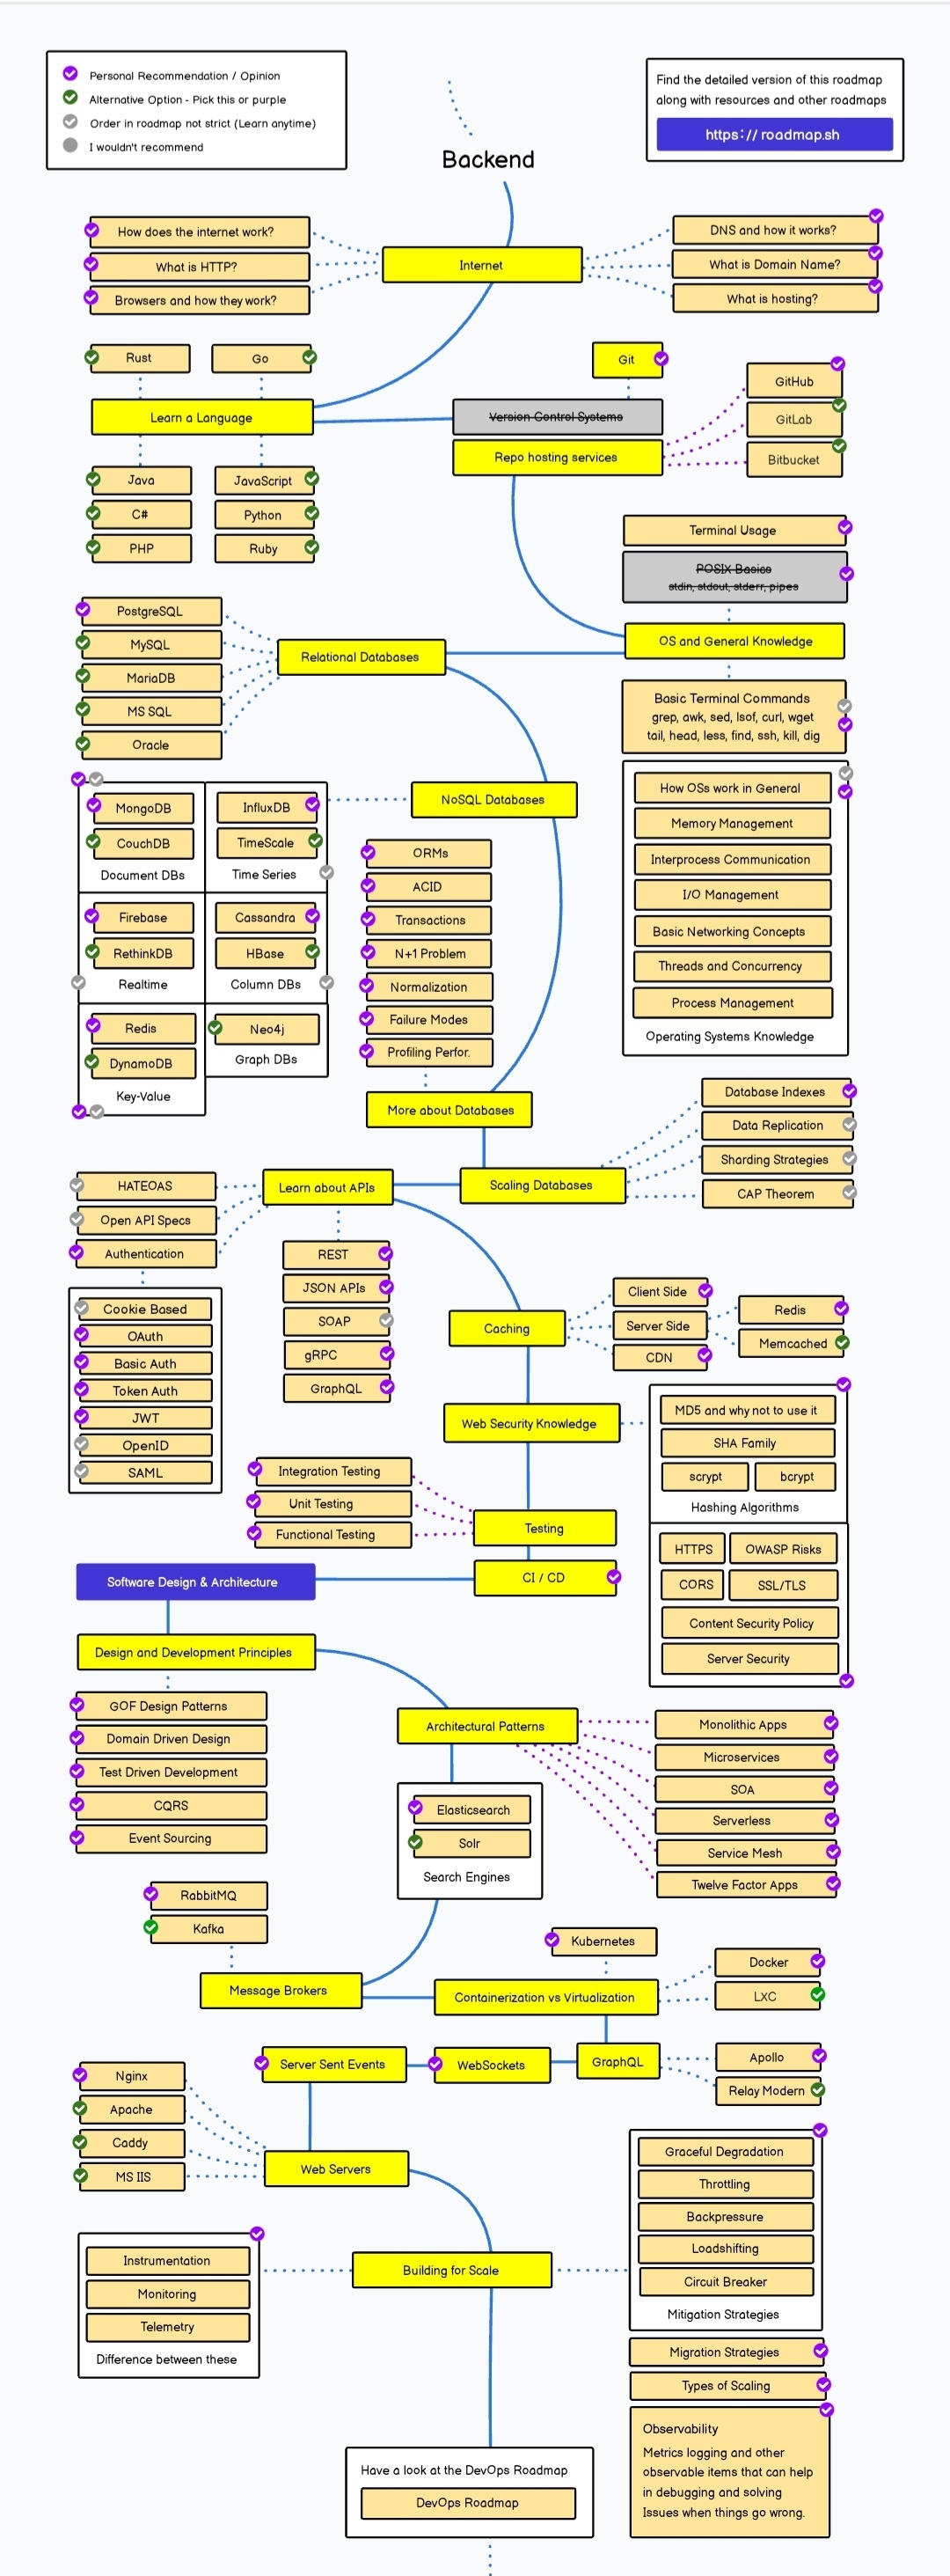 Personal Recommendation / Opinion
Alternative Option - Pick this or purple
Order in roadmap not strict (Learn anytime)
I wouldn't recommend
Find the detailed version of this roadmap
along with resources and other roadmaps
https://roadmap.sh
Backend
How does the internet work?
What is HTTP?
Browsers and how they work?
Internet
DNS and how it works?
What is Domain Name?
What is hosting?
Rust
Go
Learn a Language
Java
C#
PHP
JavaScript
Python
Ruby
Git
Version Control Systems
Repo hosting services
GitHub
GitLab
Bitbucket
Terminal Usage
POSIX Basics
stdin, stdout, stderr, pipes
OS and General Knowledge
Basic Terminal Commands
grep, awk, sed, lsof, curl, wget
tail, head, less, find, ssh, kill, dig
How OSs work in General
Memory Management
Interprocess Communication
I/O Management
Basic Networking Concepts
Threads and Concurrency
Process Management
Operating Systems Knowledge
PostgreSQL
MySQL
MariaDB
MS SQL
Oracle
Relational Databases
NoSQL Databases
MongoDB
CouchDB
Document DBs
InfluxDB
TimeScale
Time Series
Firebase
RethinkDB
Realtime
Cassandra
HBase
Column DBs
Redis
DynamoDB
Key-Value
Neo4j
Graph DBs
ORMs
ACID
Transactions
N+1 Problem
Normalization
Failure Modes
Profiling Perfor.
More about Databases
Database Indexes
Data Replication
Sharding Strategies
CAP Theorem
Scaling Databases
Learn about APIs
HATEOAS
Open API Specs
Authentication
Cookie Based
OAuth
Basic Auth
Token Auth
JWT
OpenID
SAML
REST
JSON APIs
SOAP
gRPC
GraphQL
Caching
Client Side
Server Side
CDN
Redis
Memcached
Web Security Knowledge
MD5 and why not to use it
SHA Family
scrypt
bcrypt
Hashing Algorithms
HTTPS
OWASP Risks
CORS
SSL/TLS
Content Security Policy
Server Security
Integration Testing
Unit Testing
Functional Testing
Testing
CI / CD
Software Design & Architecture
Design and Development Principles
GOF Design Patterns
Domain Driven Design
Test Driven Development
CQRS
Event Sourcing
Architectural Patterns
Monolithic Apps
Microservices
SOA
Serverless
Service Mesh
Twelve Factor Apps
Elasticsearch
Solr
Search Engines
RabbitMQ
Kafka
Message Brokers
Kubernetes
Containerization vs Virtualization
Docker
LXC
Server Sent Events
WebSockets
GraphQL
Apollo
Relay Modern
Nginx
Apache
Caddy
MS IIS
Web Servers
Graceful Degradation
Throttling
Backpressure
Loadshifting
Circuit Breaker
Mitigation Strategies
Instrumentation
Monitoring
Telemetry
Difference between these
Building for Scale
Migration Strategies
Types of Scaling
Observability
Metrics logging and other
observable items that can help
in debugging and solving
Issues when things go wrong.
Have a look at the DevOps Roadmap
DevOps Roadmap